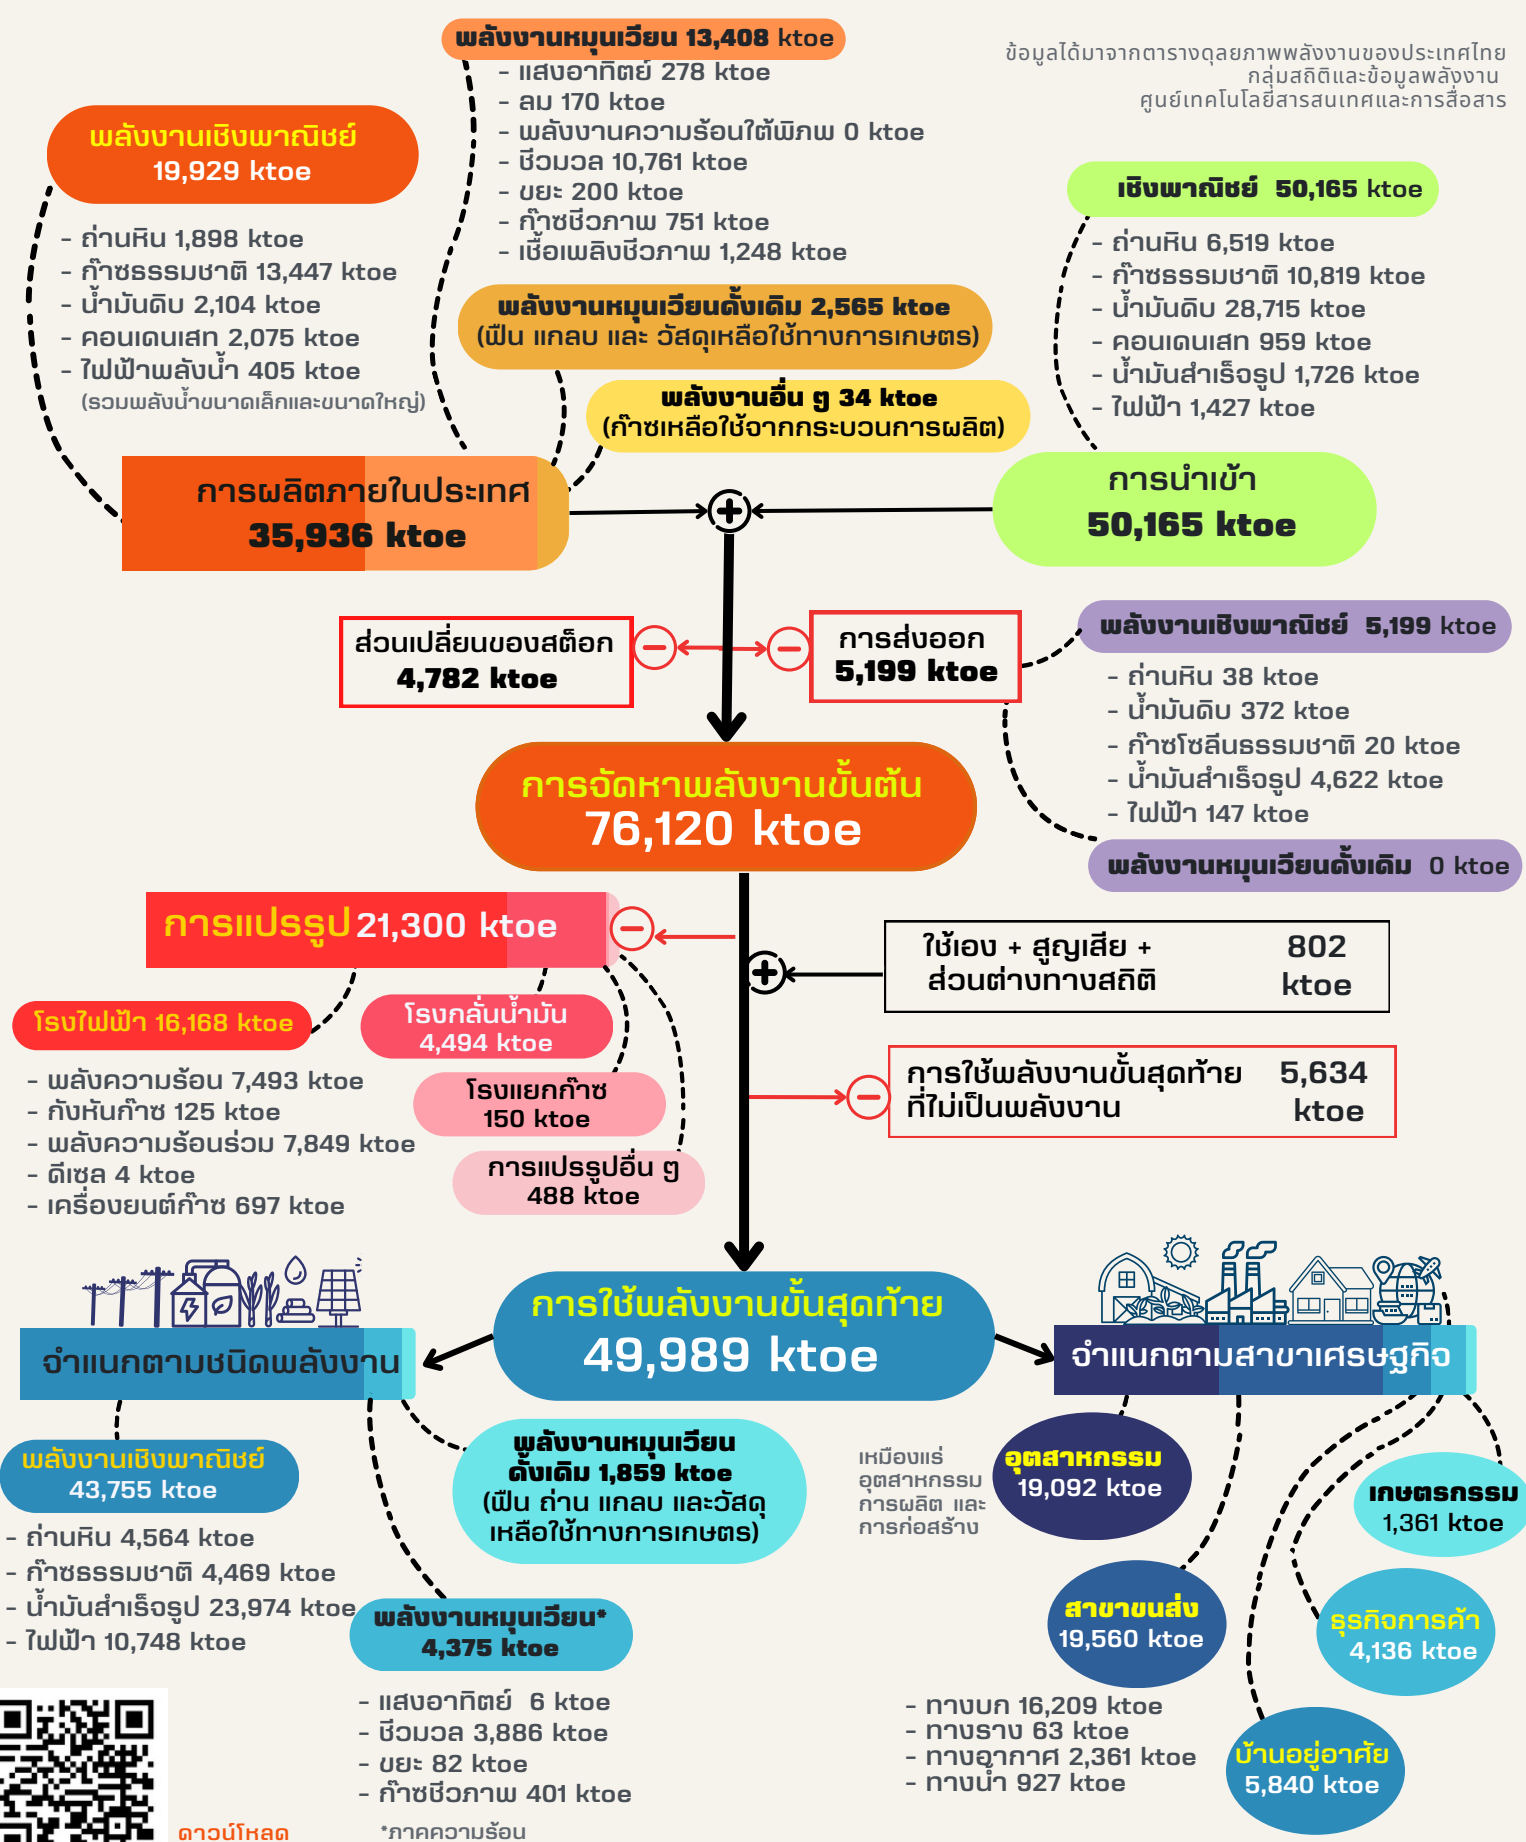 ข้อมูลได้มาจากตารางดุลยภาพพลังงานของประเทศไทย
กลุ่มสถิติและข้อมูลพลังงาน
ศูนย์เทคโนโลยีสารสนเทศและการสื่อสาร
พลังงานเชิงพาณิชย์
19,929 ktoe
- ถ่านหิน 1,898 ktoe
- ก๊าซธรรมชาติ 13,447 ktoe
- น้ำมันดิบ 2,104 ktoe
- คอนเดนเสท 2,075 ktoe
- ไฟฟ้าพลังน้ำ 405 ktoe
(รวมพลังน้ำขนาดเล็กและขนาดใหญ่)
พลังงานหมุนเวียน 13,408 ktoe
- แสงอาทิตย์ 278 ktoe
- ลม 170 ktoe
- พลังงานความร้อนใต้พิภพ 0 ktoe
- ชีวมวล 10,761 ktoe
- ขยะ 200 ktoe
- ก๊าซชีวภาพ 751 ktoe
- เชื้อเพลิงชีวภาพ 1,248 ktoe
พลังงานหมุนเวียนดั้งเดิม 2,565 ktoe
(ฟืน แกลบ และ วัสดุเหลือใช้ทางการเกษตร)
พลังงานอื่น ๆ 34 ktoe
(ก๊าซเหลือใช้จากกระบวนการผลิต)
เชิงพาณิชย์ 50,165 ktoe
- ถ่านหิน 6,519 ktoe
- ก๊าซธรรมชาติ 10,819 ktoe
- น้ำมันดิบ 28,715 ktoe
- คอนเดนเสท 959 ktoe
- น้ำมันสำเร็จรูป 1,726 ktoe
- ไฟฟ้า 1,427 ktoe
การผลิตภายในประเทศ
35,936 ktoe
การนำเข้า
50,165 ktoe
ส่วนเปลี่ยนของสต็อก
4,782 ktoe
การส่งออก
5,199 ktoe
พลังงานเชิงพาณิชย์ 5,199 ktoe
- ถ่านหิน 38 ktoe
- น้ำมันดิบ 372 ktoe
- ก๊าซโซลีนธรรมชาติ 20 ktoe
- น้ำมันสำเร็จรูป 4,622 ktoe
- ไฟฟ้า 147 ktoe
พลังงานหมุนเวียนดั้งเดิม 0 ktoe
การจัดหาพลังงานขั้นต้น
76,120 ktoe
การแปรรูป 21,300 ktoe
โรงไฟฟ้า 16,168 ktoe
- พลังความร้อน 7,493 ktoe
- กังหันก๊าซ 125 ktoe
- พลังความร้อนร่วม 7,849 ktoe
- ดีเซล 4 ktoe
- เครื่องยนต์ก๊าซ 697 ktoe
โรงกลั่นน้ำมัน
4,494 ktoe
โรงแยกก๊าซ
150 ktoe
การแปรรูปอื่น ๆ
488 ktoe
ใช้เอง + สูญเสีย +
ส่วนต่างทางสถิติ
802
ktoe
การใช้พลังงานขั้นสุดท้าย
ที่ไม่เป็นพลังงาน
5,634
ktoe
การใช้พลังงานขั้นสุดท้าย
49,989 ktoe
จำแนกตามชนิดพลังงาน
พลังงานเชิงพาณิชย์
43,755 ktoe
- ถ่านหิน 4,564 ktoe
- ก๊าซธรรมชาติ 4,469 ktoe
- น้ำมันสำเร็จรูป 23,974 ktoe
- ไฟฟ้า 10,748 ktoe
พลังงานหมุนเวียน
ดั้งเดิม 1,859 ktoe
(ฟืน ถ่าน แกลบ และวัสดุ
เหลือใช้ทางการเกษตร)
พลังงานหมุนเวียน*
4,375 ktoe
- แสงอาทิตย์ 6 ktoe
- ชีวมวล 3,886 ktoe
- ขยะ 82 ktoe
- ก๊าซชีวภาพ 401 ktoe
*ภาคความร้อน
ดาวน์โหลด
จำแนกตามสาขาเศรษฐกิจ
เหมืองแร่
อุตสาหกรรม
การผลิต และ
การก่อสร้าง
อุตสาหกรรม
19,092 ktoe
เกษตรกรรม
1,361 ktoe
สาขาขนส่ง
19,560 ktoe
ธุรกิจการค้า
4,136 ktoe
- ทางบก 16,209 ktoe
- ทางราง 63 ktoe
- ทางอากาศ 2,361 ktoe
- ทางน้ำ 927 ktoe
บ้านอยู่อาศัย
5,840 ktoe